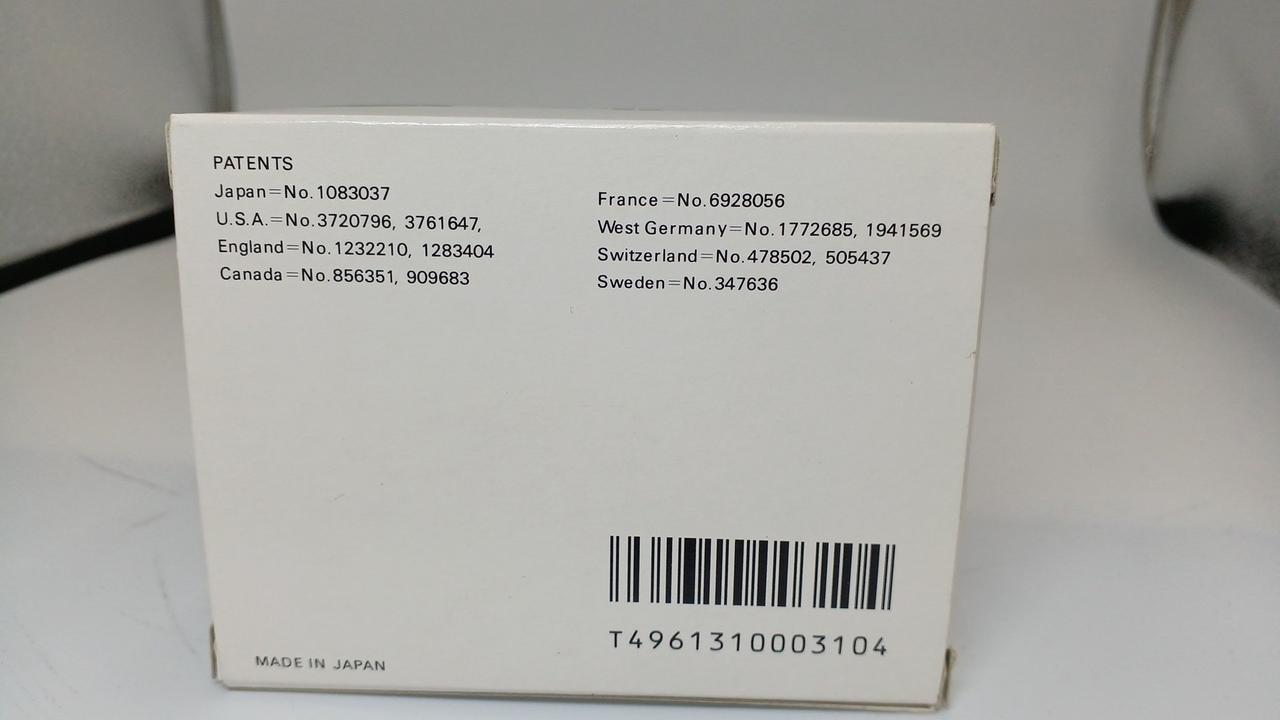 PATENTS
Japan=No.1083037
U.S.A.=No.3720796, 3761647,
England=No.1232210, 1283404
Canada=No.856351, 909683
France=No.6928056
West Germany=No.1772685, 1941569
Switzerland=No.478502, 505437
Sweden=No.347636
T4961310003104
MADE IN JAPAN